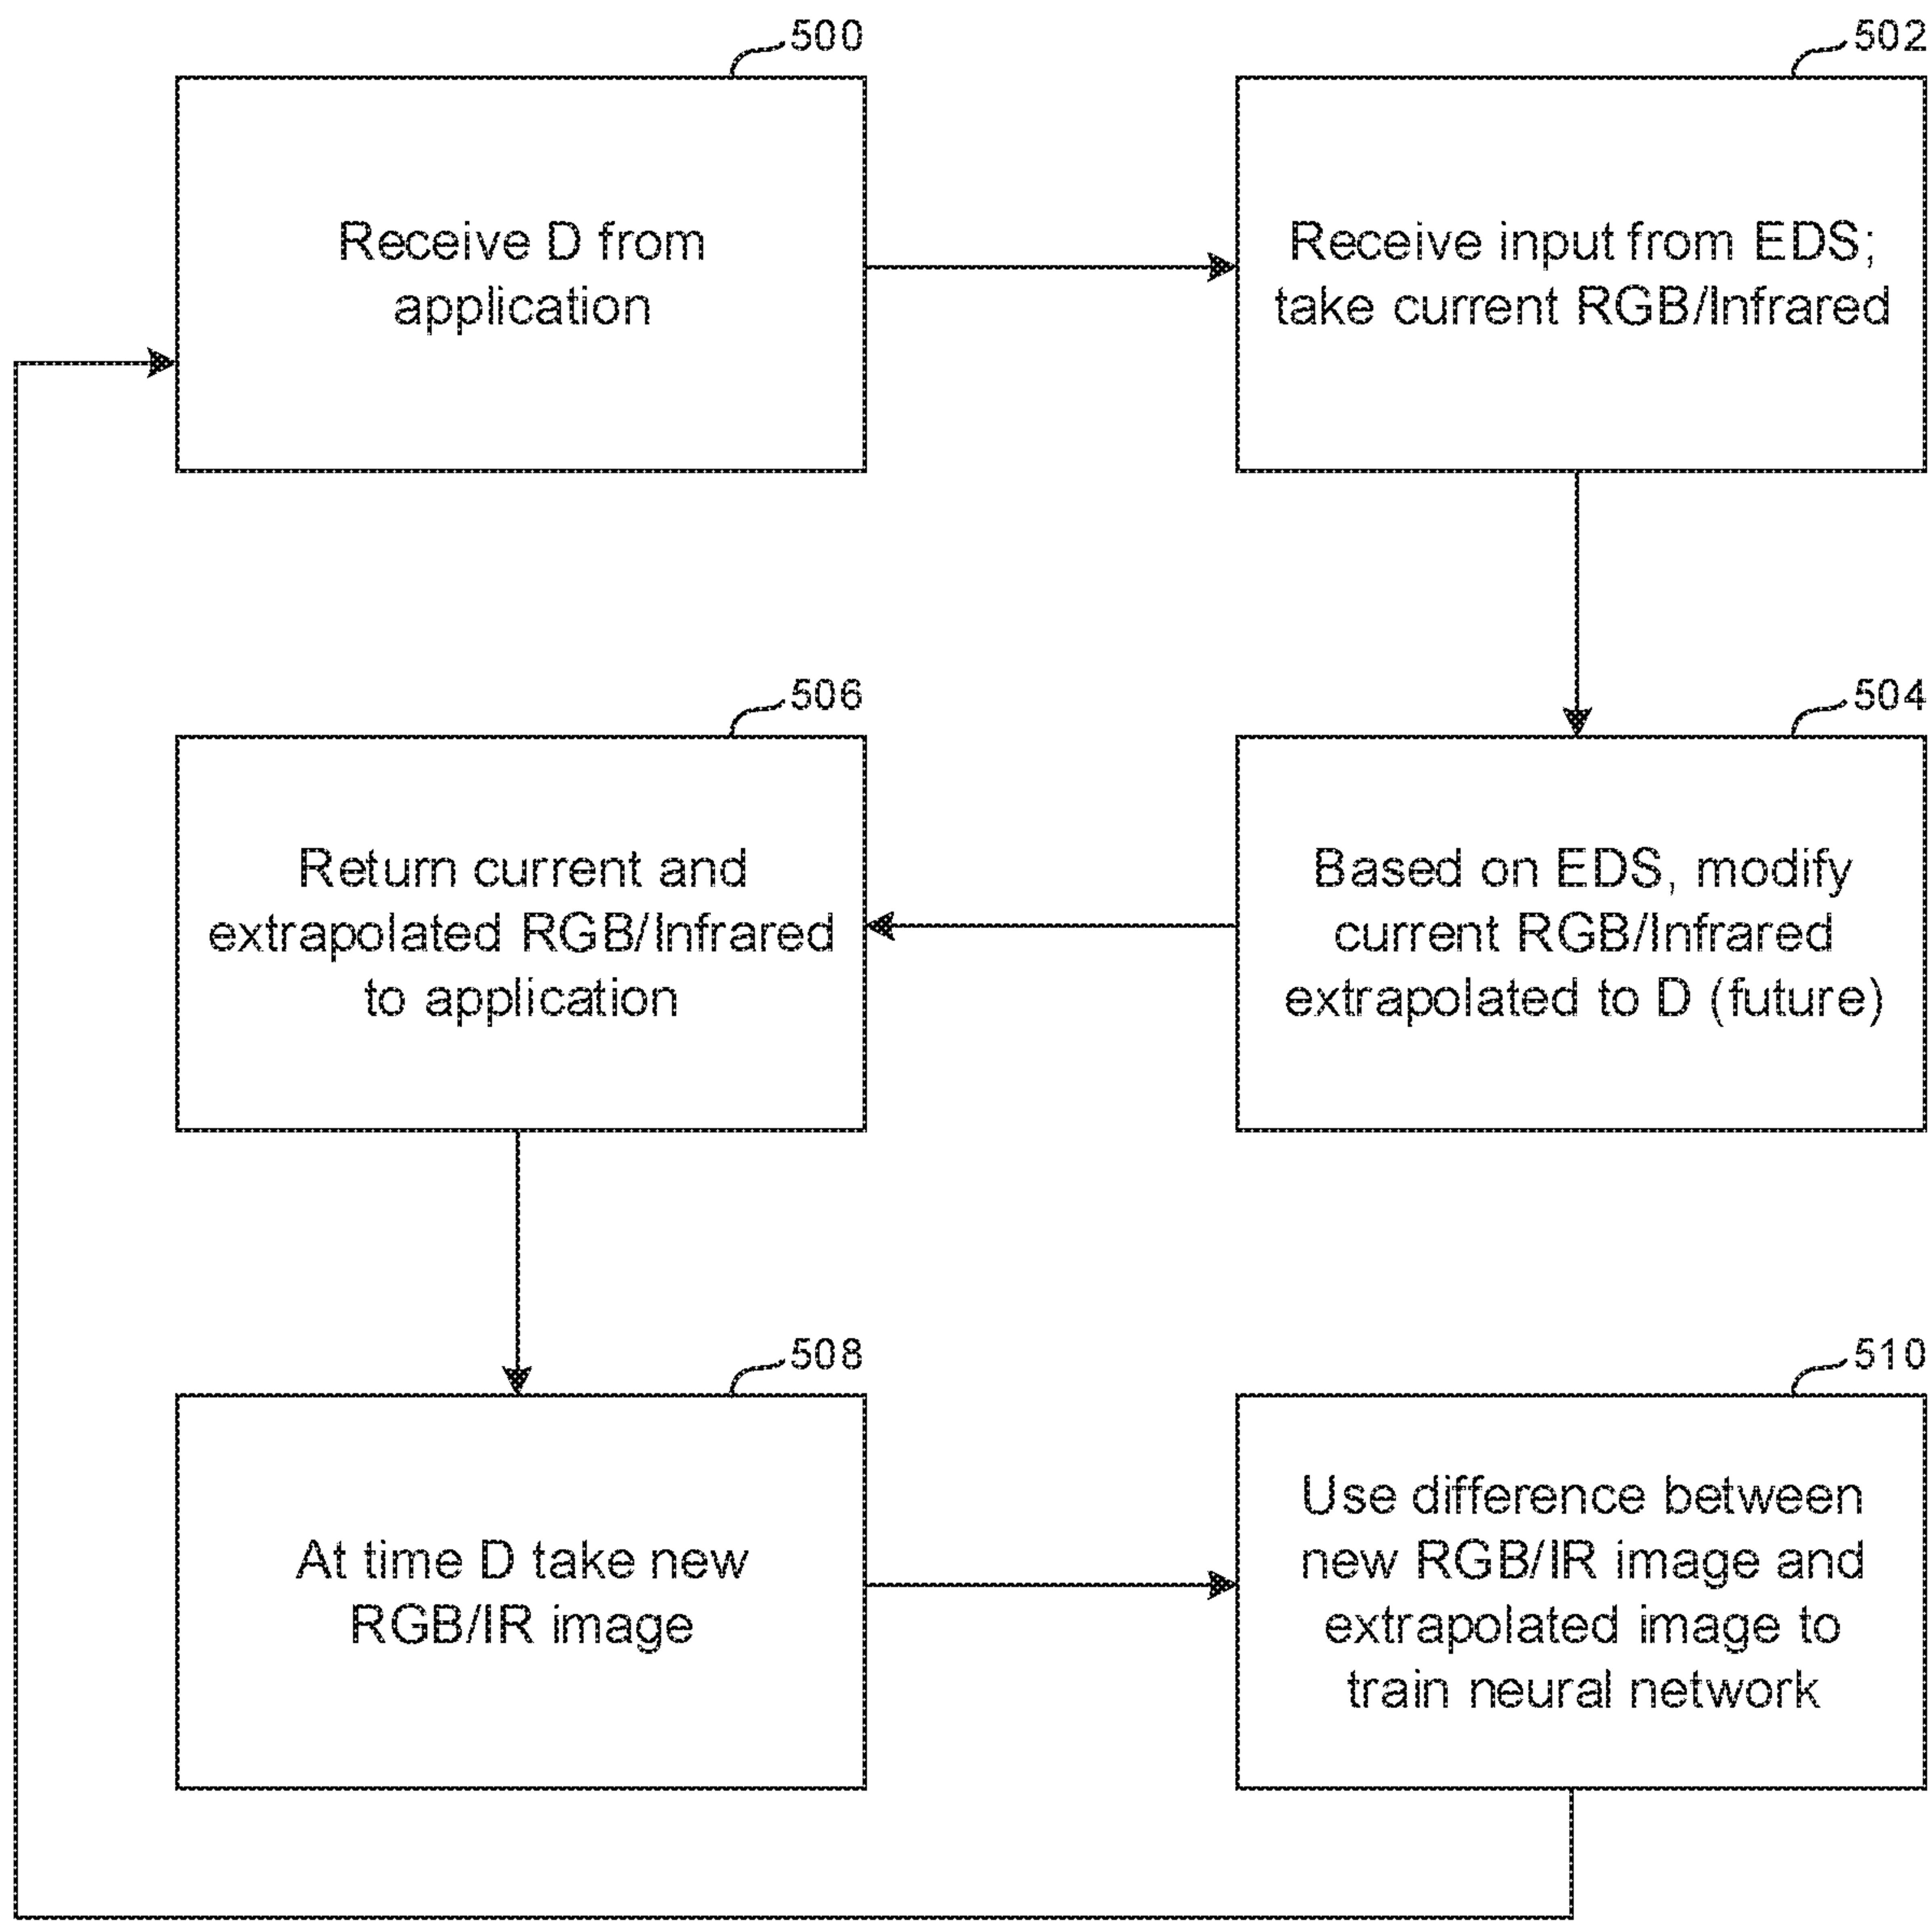 500
Receive D from
application
502
Receive input from EDS;
take current RGB/Infrared
504
Based on EDS, modify
current RGB/Infrared
extrapolated to D (future)
506
Return current and
extrapolated RGB/Infrared
to application
508
At time D take new
RGB/IR image
510
Use difference between
new RGB/IR image and
extrapolated image to
train neural network